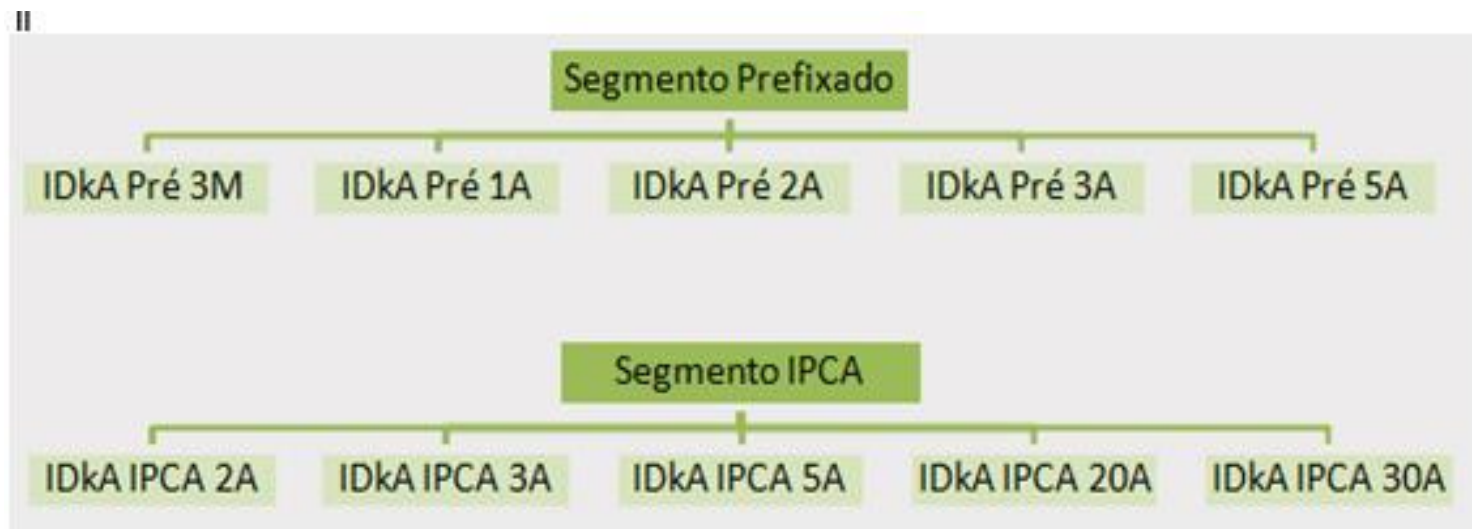 II
Segmento Prefixado
IDkA Pré 3M IDkA Pré 1A IDkA Pré 2A IDkA Pré 3A IDkA Pré 5A
Segmento IPCA
IDkA IPCA 2A IDkA IPCA 3A IDkA IPCA 5A IDkA IPCA 20A IDkA IPCA 30A